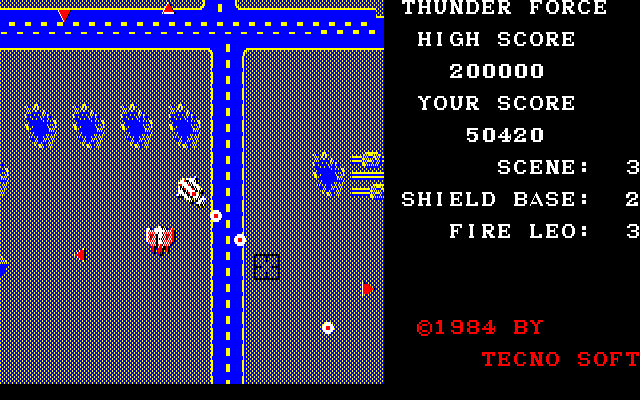 THUNDER FORCE
HIGH SCORE
200000
YOUR SCORE
50420
SCENE: 3
SHIELD BASE: 2
FIRE LEO: 3
©1984 BY
TECNO SOFT